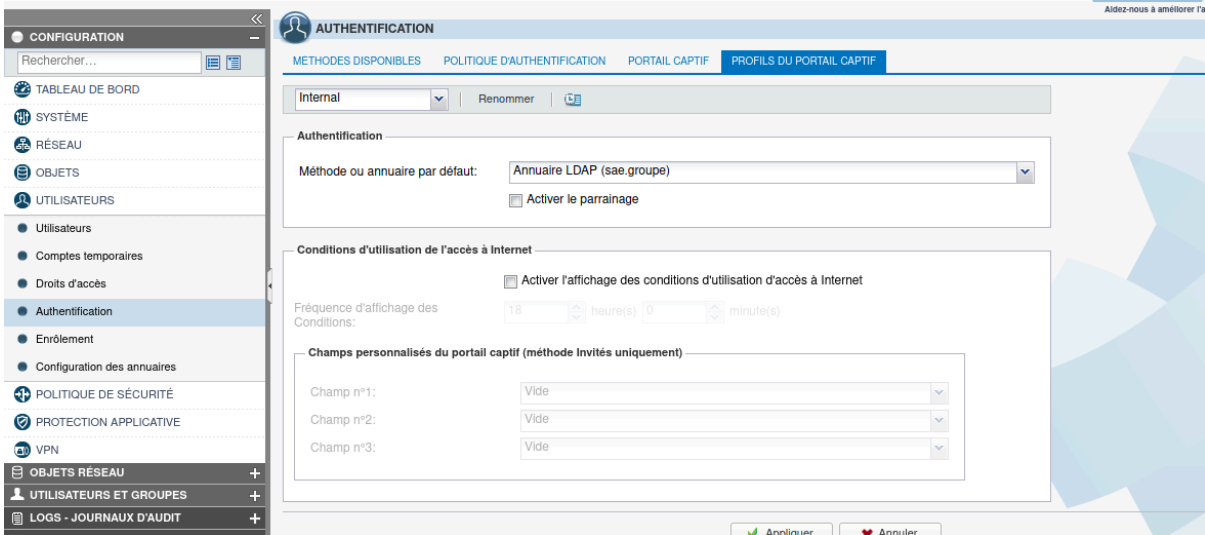 Aidez-nous à améliorer l'a
«
CONFIGURATION
AUTHENTIFICATION
Rechercher...
MÉTHODES DISPONIBLES POLITIQUE D'AUTHENTIFICATION PORTAIL CAPTIF PROFILS DU PORTAIL CAPTIF
TABLEAU DE BORD
Internal Renommer
SYSTÈME
RÉSEAU
OBJETS
UTILISATEURS
Utilisateurs
Comptes temporaires
Droits d'accès
Authentification
Enrôlement
Configuration des annuaires
POLITIQUE DE SÉCURITÉ
PROTECTION APPLICATIVE
VPN
OBJETS RÉSEAU +
UTILISATEURS ET GROUPES +
LOGS - JOURNAUX D'AUDIT +
Authentification
Méthode ou annuaire par défaut: Annuaire LDAP (sae.groupe)
Activer le parrainage
Conditions d'utilisation de l'accès à Internet
Activer l'affichage des conditions d'utilisation d'accès à Internet
Fréquence d'affichage des
Conditions:
18 heure(s) 0 minute(s)
Champs personnalisés du portail captif (méthode Invités uniquement)
Champ n°1: Vide
Champ n°2: Vide
Champ n°3: Vide
Appliquer Annuler